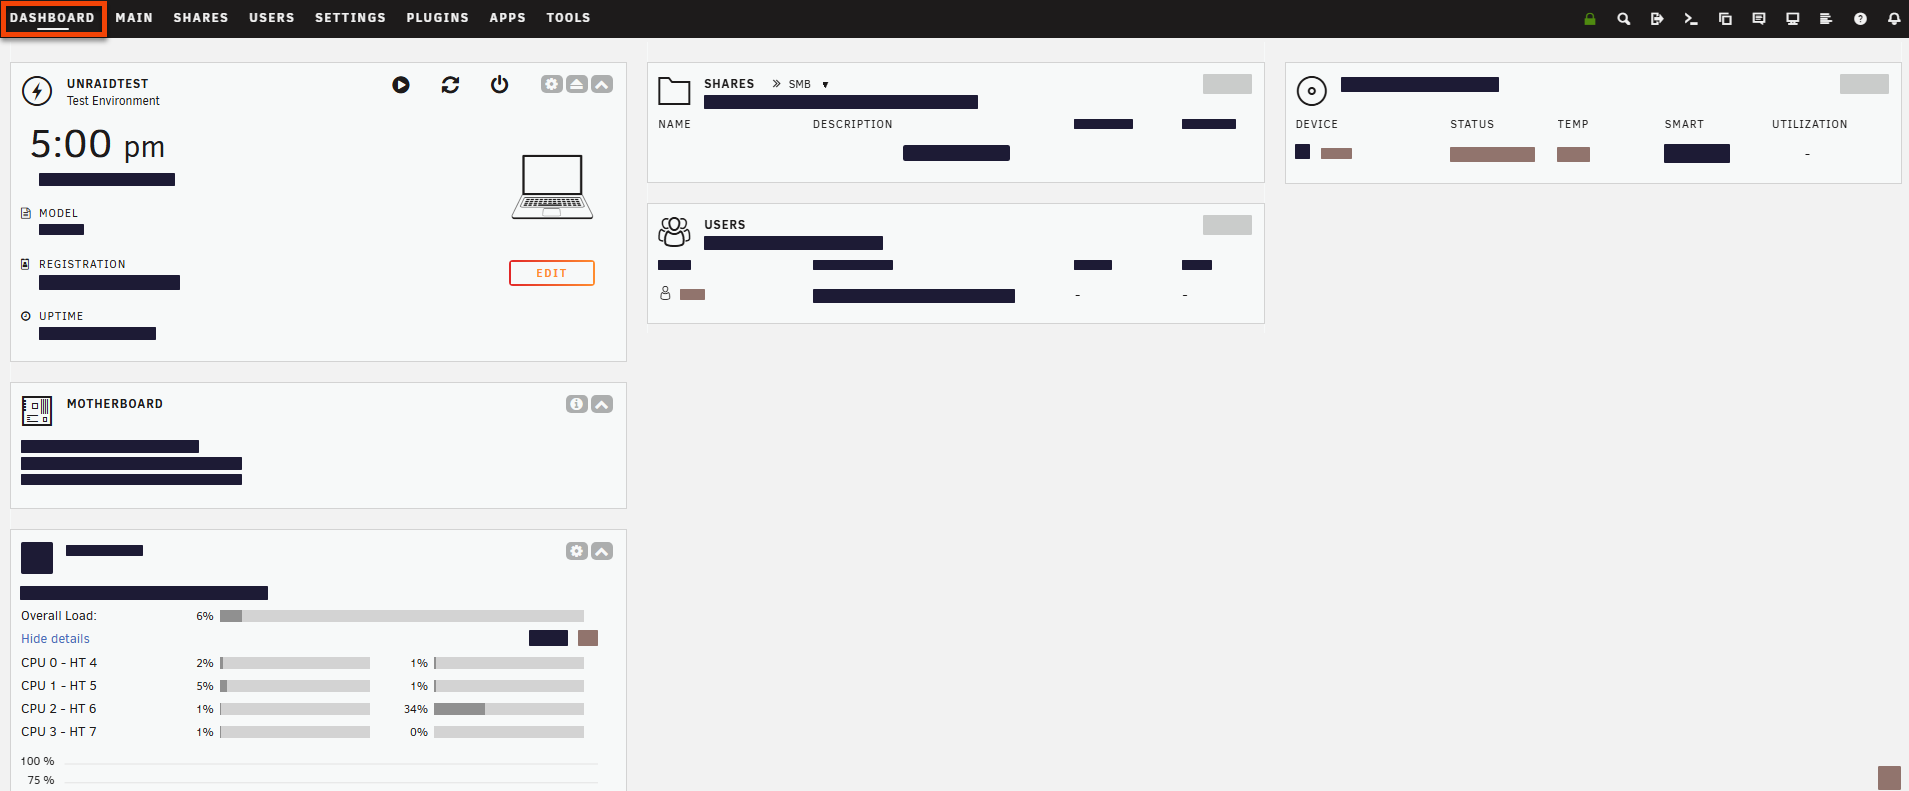 DASHBOARD MAIN SHARES USERS SETTINGS PLUGINS APPS TOOLS
UNRAIDTEST
Test Environment
5:00 pm
MODEL
REGISTRATION
EDIT
UPTIME
MOTHERBOARD
Overall Load: 6%
Hide details
CPU 0 - HT 4 2% 1%
CPU 1 - HT 5 5% 1%
CPU 2 - HT 6 1% 34%
CPU 3 - HT 7 1% 0%
100 %
75 %
SHARES SMB
NAME DESCRIPTION
USERS
- -
DEVICE STATUS TEMP SMART UTILIZATION
-